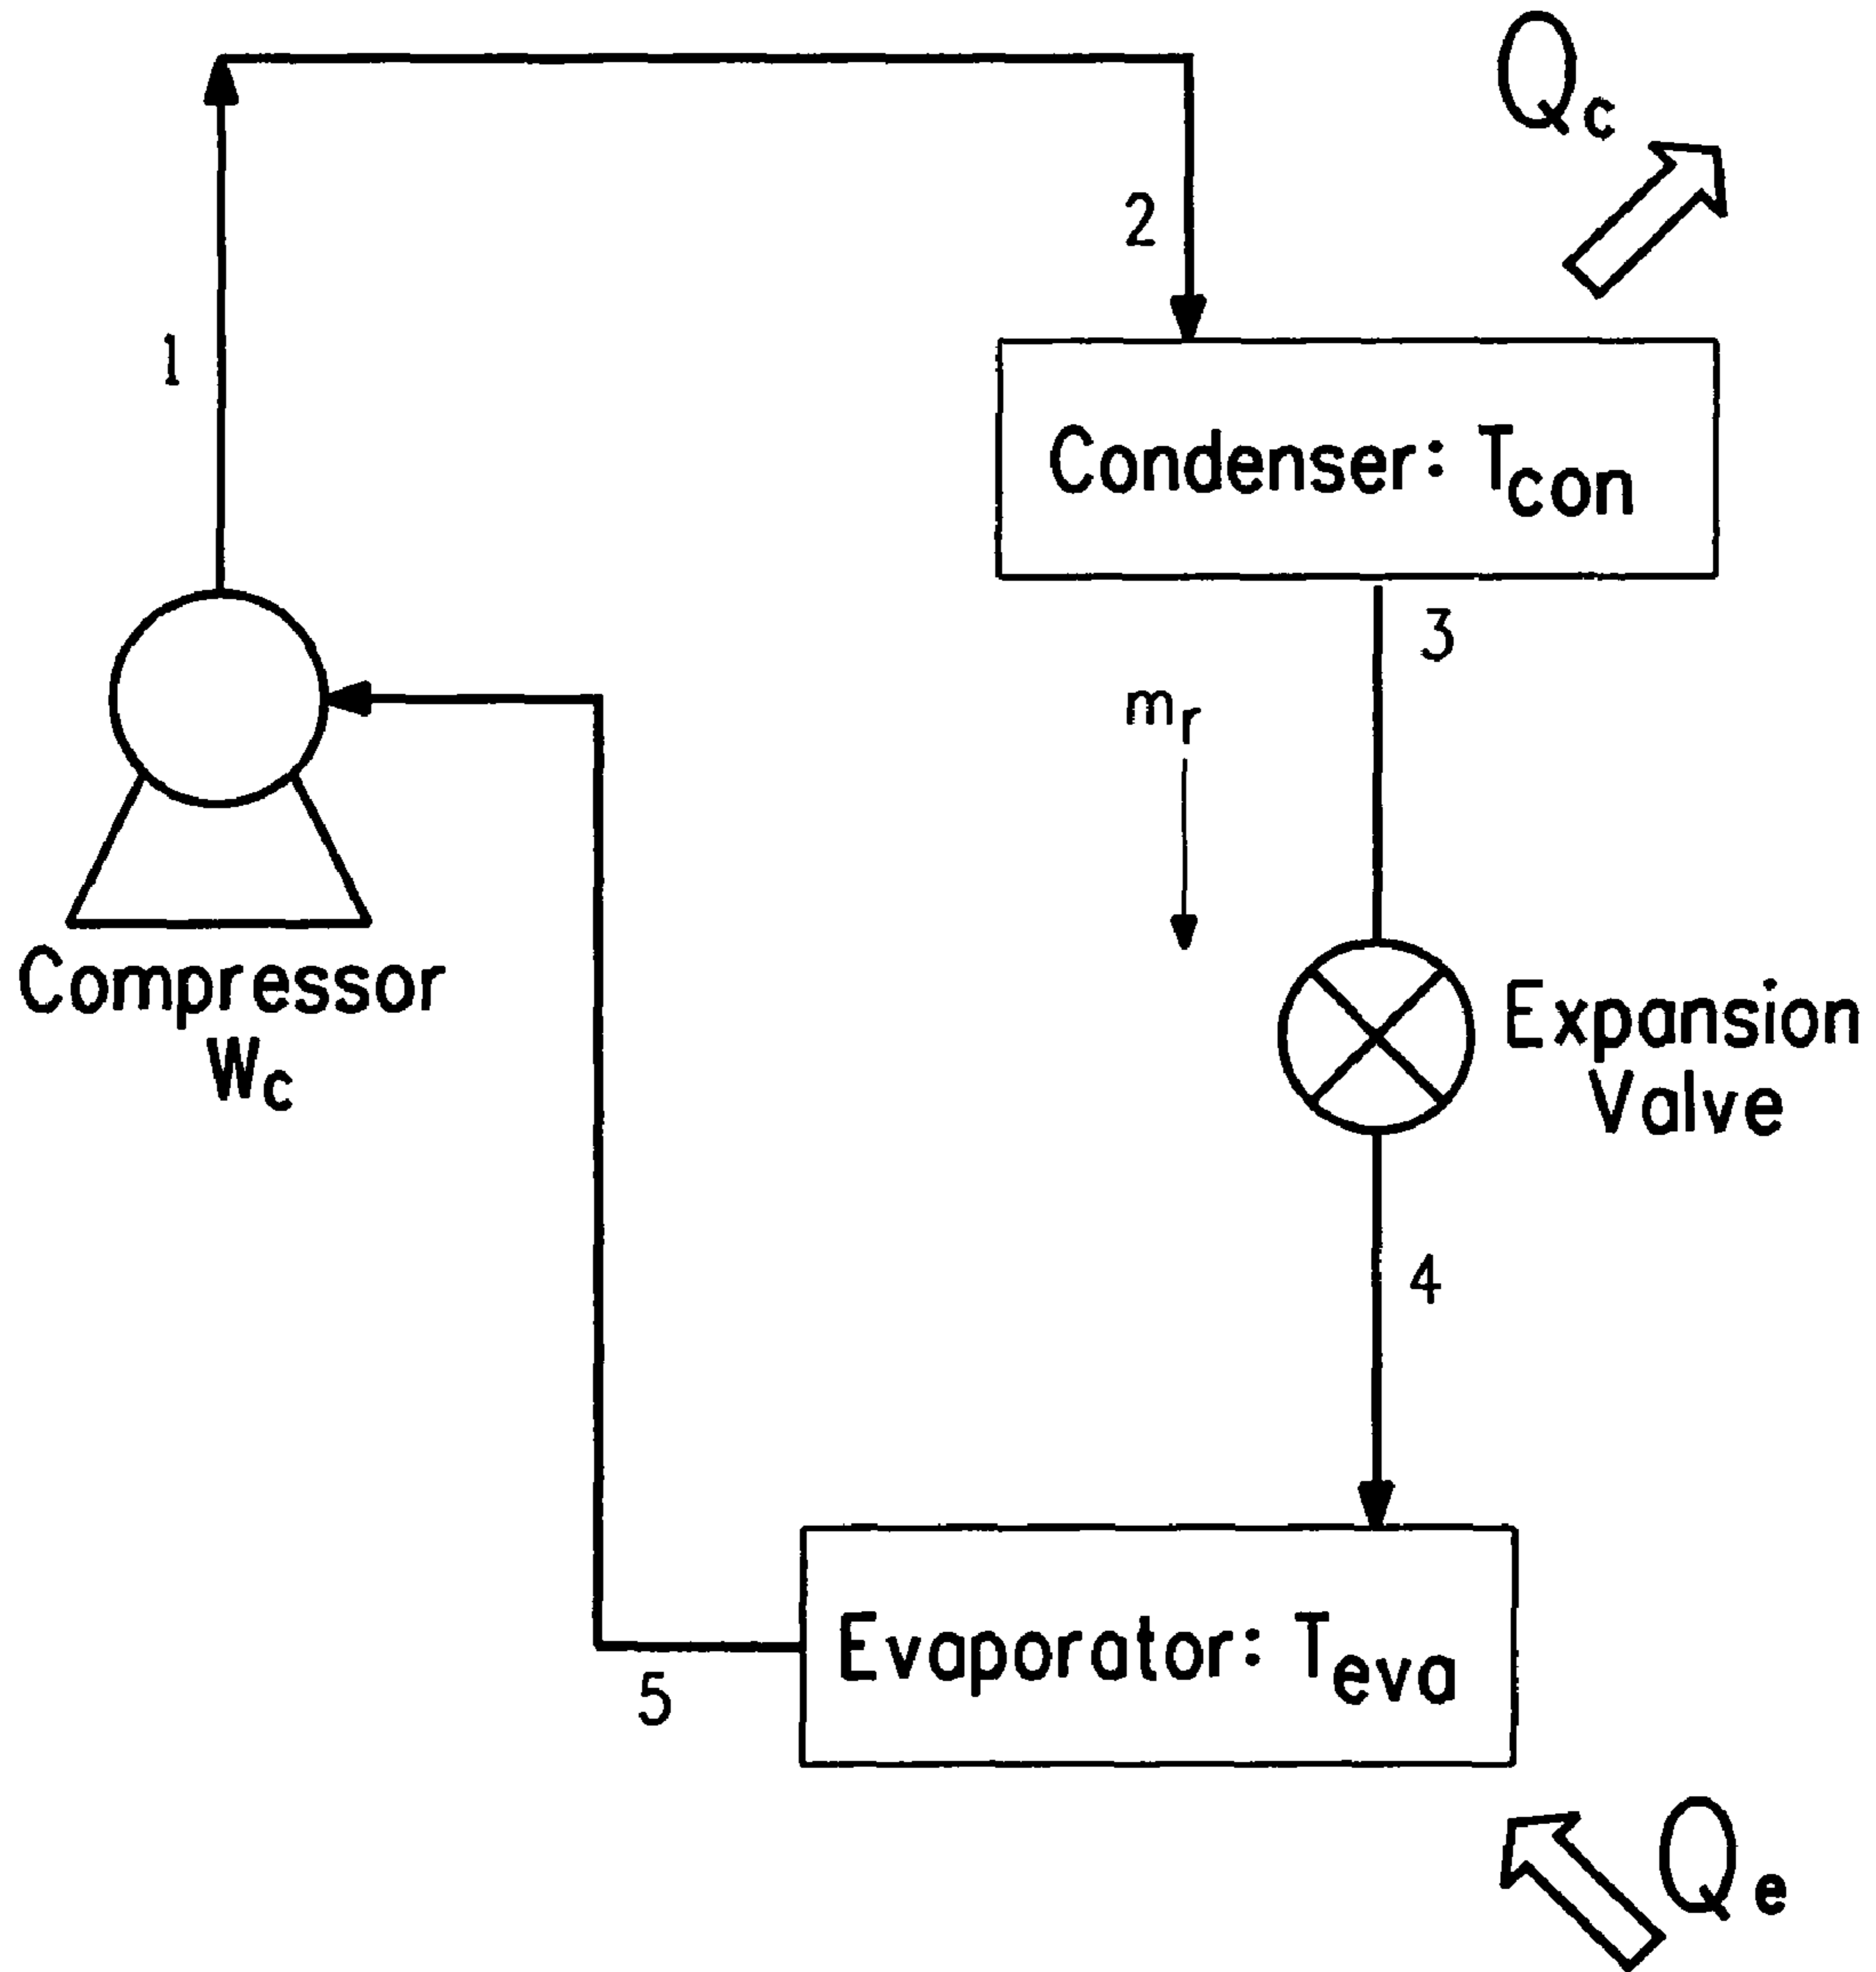 Qc
2
1
Condenser: Tcon
3
mr
Compressor
Wc
Expansion
Valve
4
Evaporator: Teva
5
Qe